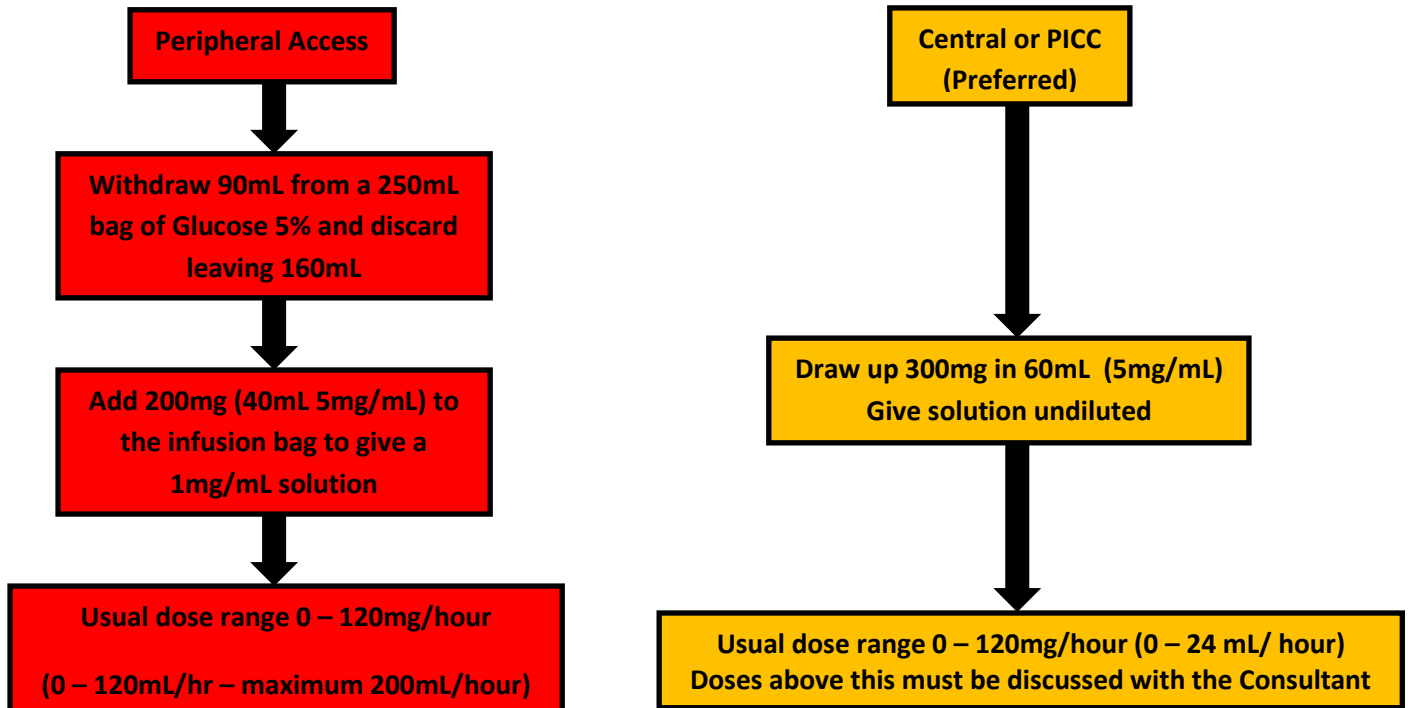 Peripheral Access
Withdraw 90mL from a 250mL
bag of Glucose 5% and discard
leaving 160mL
Add 200mg (40mL 5mg/mL) to
the infusion bag to give a
1mg/mL solution
Usual dose range 0 – 120mg/hour
(0 – 120mL/hr – maximum 200mL/hour)
Central or PICC
(Preferred)
Draw up 300mg in 60mL (5mg/mL)
Give solution undiluted
Usual dose range 0 – 120mg/hour (0 – 24 mL/ hour)
Doses above this must be discussed with the Consultant